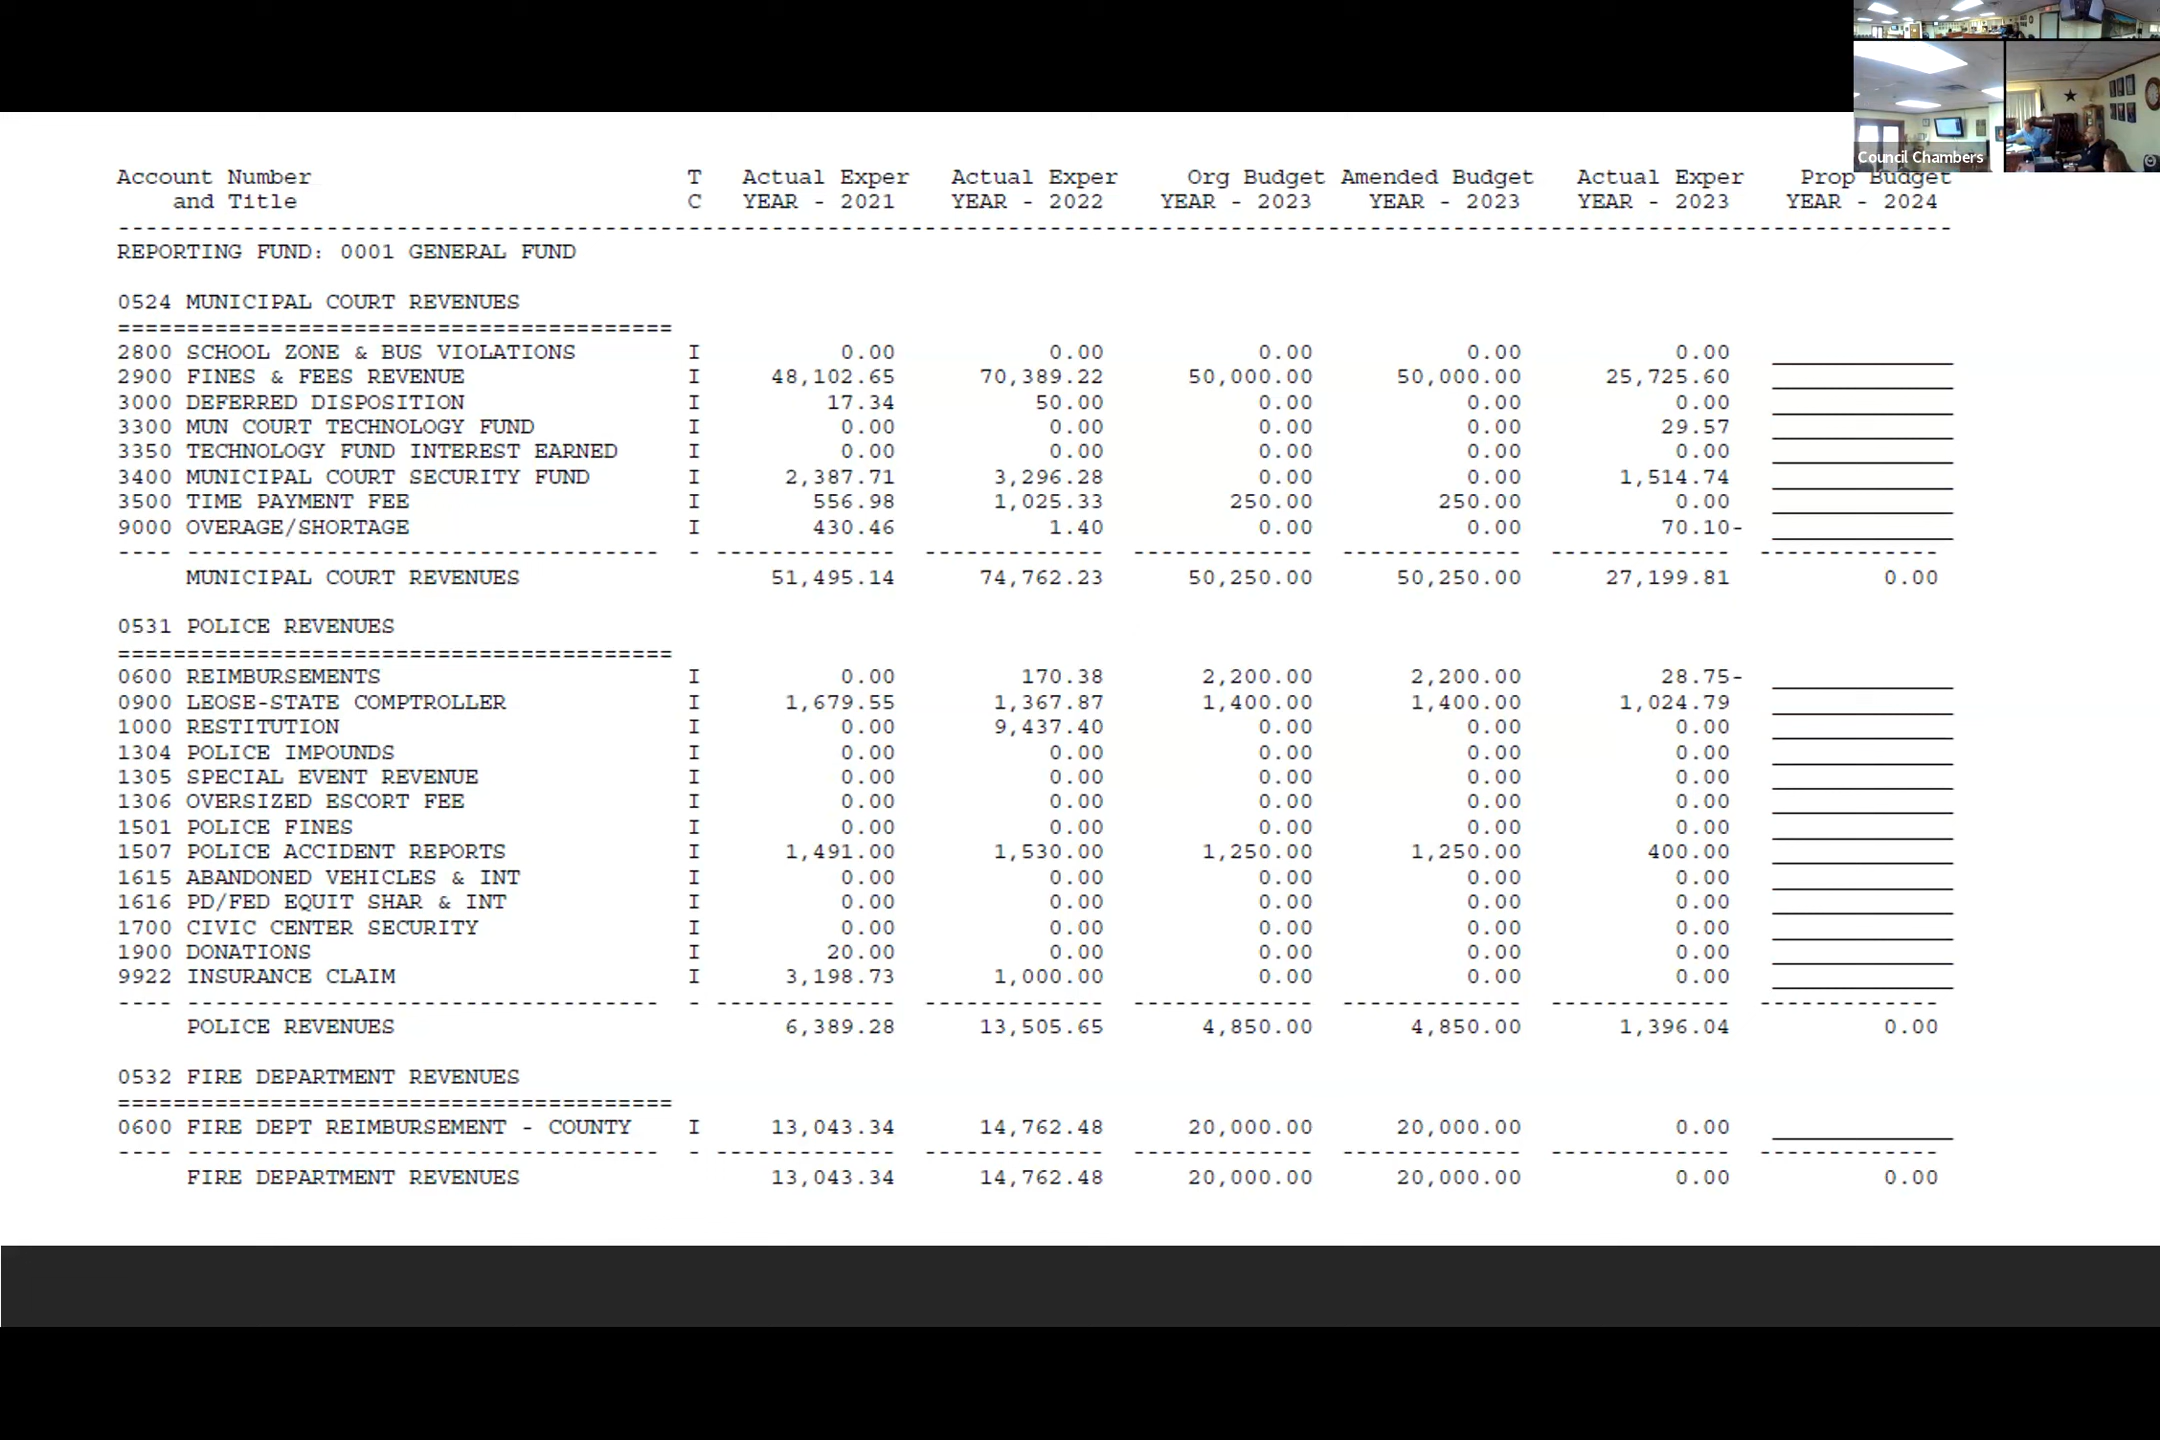 Council Chambers
Account Number T Actual Exper Actual Exper Org Budget Amended Budget Actual Exper Prop Budget
and Title C YEAR - 2021 YEAR - 2022 YEAR - 2023 YEAR - 2023 YEAR - 2023 YEAR - 2024
REPORTING FUND: 0001 GENERAL FUND
0524 MUNICIPAL COURT REVENUES
2800 SCHOOL ZONE & BUS VIOLATIONS I 0.00 0.00 0.00 0.00 0.00
2900 FINES & FEES REVENUE I 48,102.65 70,389.22 50,000.00 50,000.00 25,725.60
3000 DEFERRED DISPOSITION I 17.34 50.00 0.00 0.00 0.00
3300 MUN COURT TECHNOLOGY FUND I 0.00 0.00 0.00 0.00 29.57
3350 TECHNOLOGY FUND INTEREST EARNED I 0.00 0.00 0.00 0.00 0.00
3400 MUNICIPAL COURT SECURITY FUND I 2,387.71 3,296.28 0.00 0.00 1,514.74
3500 TIME PAYMENT FEE I 556.98 1,025.33 250.00 250.00 0.00
9000 OVERAGE/SHORTAGE I 430.46 1.40 0.00 0.00 70.10-
MUNICIPAL COURT REVENUES 51,495.14 74,762.23 50,250.00 50,250.00 27,199.81 0.00
0531 POLICE REVENUES
0600 REIMBURSEMENTS I 0.00 170.38 2,200.00 2,200.00 28.75-
0900 LEOSE-STATE COMPTROLLER I 1,679.55 1,367.87 1,400.00 1,400.00 1,024.79
1000 RESTITUTION I 0.00 9,437.40 0.00 0.00 0.00
1304 POLICE IMPOUNDS I 0.00 0.00 0.00 0.00 0.00
1305 SPECIAL EVENT REVENUE I 0.00 0.00 0.00 0.00 0.00
1306 OVERSIZED ESCORT FEE I 0.00 0.00 0.00 0.00 0.00
1501 POLICE FINES I 0.00 0.00 0.00 0.00 0.00
1507 POLICE ACCIDENT REPORTS I 1,491.00 1,530.00 1,250.00 1,250.00 400.00
1615 ABANDONED VEHICLES & INT I 0.00 0.00 0.00 0.00 0.00
1616 PD/FED EQUIT SHAR & INT I 0.00 0.00 0.00 0.00 0.00
1700 CIVIC CENTER SECURITY I 0.00 0.00 0.00 0.00 0.00
1900 DONATIONS I 20.00 0.00 0.00 0.00 0.00
9922 INSURANCE CLAIM I 3,198.73 1,000.00 0.00 0.00 0.00
POLICE REVENUES 6,389.28 13,505.65 4,850.00 4,850.00 1,396.04 0.00
0532 FIRE DEPARTMENT REVENUES
0600 FIRE DEPT REIMBURSEMENT - COUNTY I 13,043.34 14,762.48 20,000.00 20,000.00 0.00
FIRE DEPARTMENT REVENUES 13,043.34 14,762.48 20,000.00 20,000.00 0.00 0.00